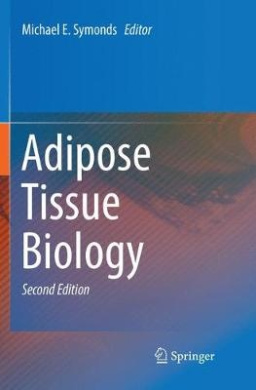 Michael E. Symonds Editor
Adipose
Tissue
Biology
Second Edition
Springer